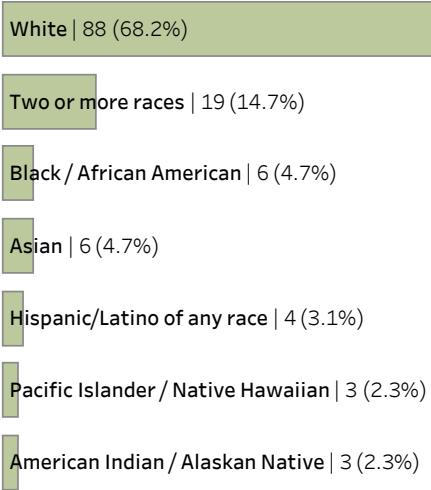 White | 88 (68.2%)
Two or more races | 19 (14.7%)
Black / African American | 6 (4.7%)
Asian | 6 (4.7%)
Hispanic/Latino of any race | 4 (3.1%)
Pacific Islander / Native Hawaiian | 3 (2.3%)
American Indian / Alaskan Native | 3 (2.3%)